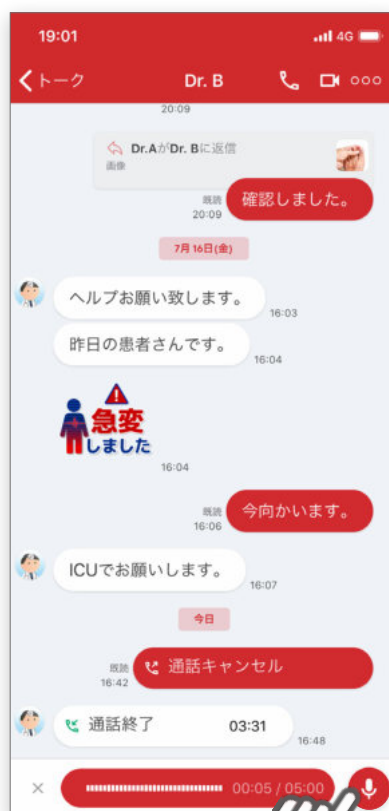 19:01
4G
トーク
Dr. B
20:09
Dr.AがDr. Bに返信
画像
既読
20:09
確認しました。
7月16日(金)
ヘルプお願い致します。
16:03
昨日の患者さんです。
16:04
急変
しました
16:04
既読
16:06
今向かいます。
ICUでお願いします。
16:07
今日
既読
16:42
通話キャンセル
通話終了
03:31
16:48
00:05 / 05:00